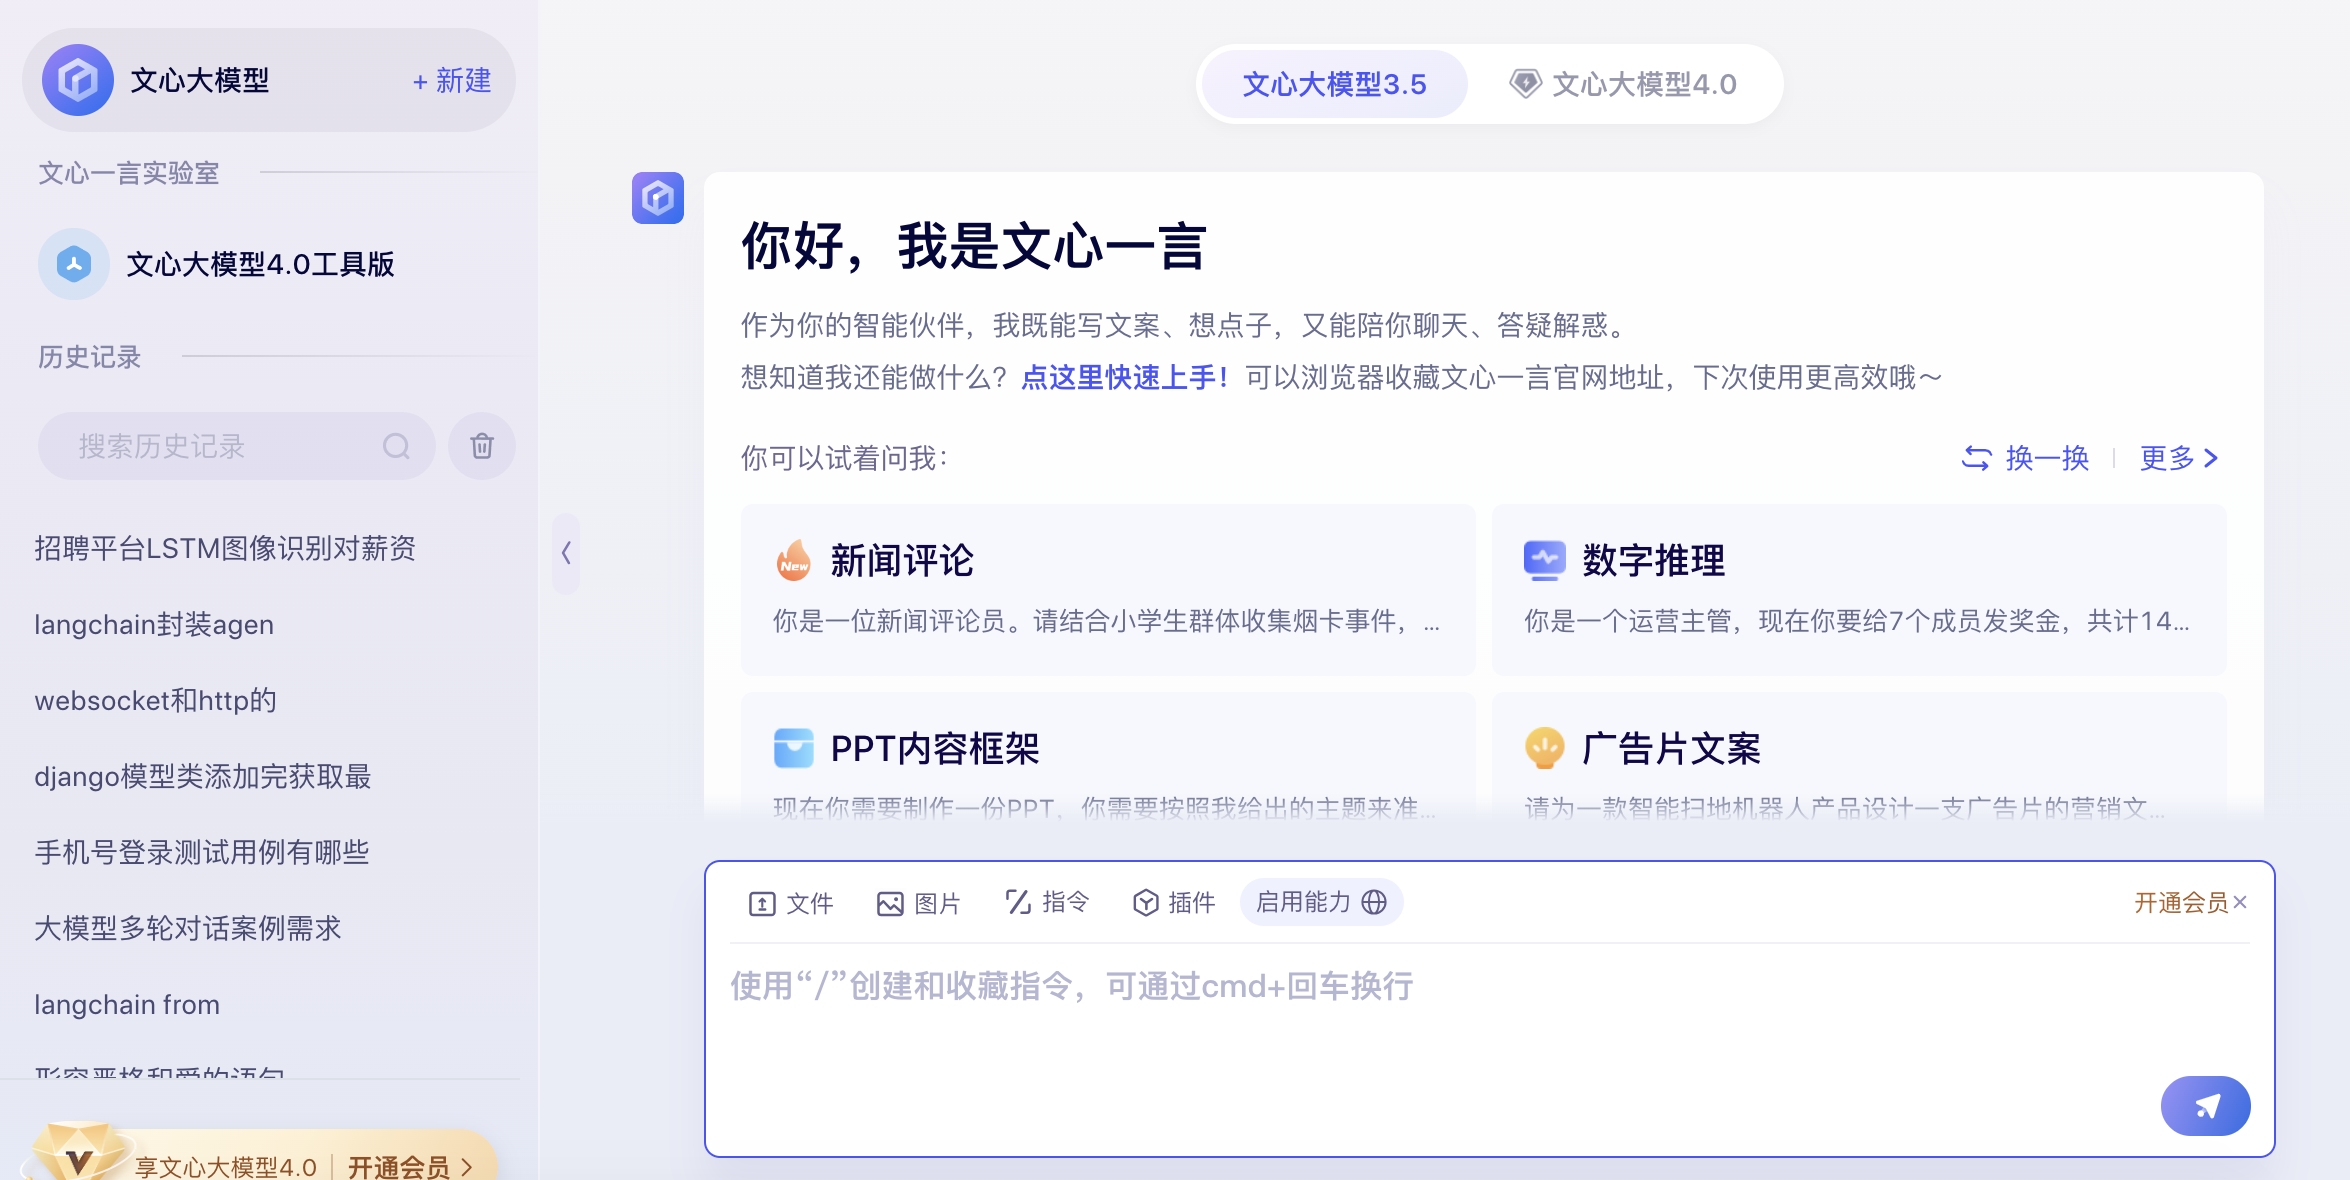 文心大模型
+ 新建
文心一言实验室
文心大模型4.0工具版
历史记录
搜索历史记录
招聘平台LSTM图像识别对薪资
langchain封装agen
websocket和http的
django模型类添加完获取最
手机号登录测试用例有哪些
大模型多轮对话案例需求
langchain from
形容严格和爱的语句
享文心大模型4.0
开通会员
文心大模型3.5
文心大模型4.0
你好，我是文心一言
作为你的智能伙伴，我既能写文案、想点子，又能陪你聊天、答疑解惑。
想知道我还能做什么？点这里快速上手！可以浏览器收藏文心一言官网地址，下次使用更高效哦～
你可以试着问我：
换一换
更多
New
新闻评论
你是一位新闻评论员。请结合小学生群体收集烟卡事件，...
数字推理
你是一个运营主管，现在你要给7个成员发奖金，共计14...
PPT内容框架
现在你需要制作一份PPT，你需要按照我给出的主题来准...
广告片文案
请为一款智能扫地机器人产品设计一支广告片的营销文...
文件
图片
指令
插件
启用能力
开通会员×
使用“/”创建和收藏指令，可通过cmd+回车换行